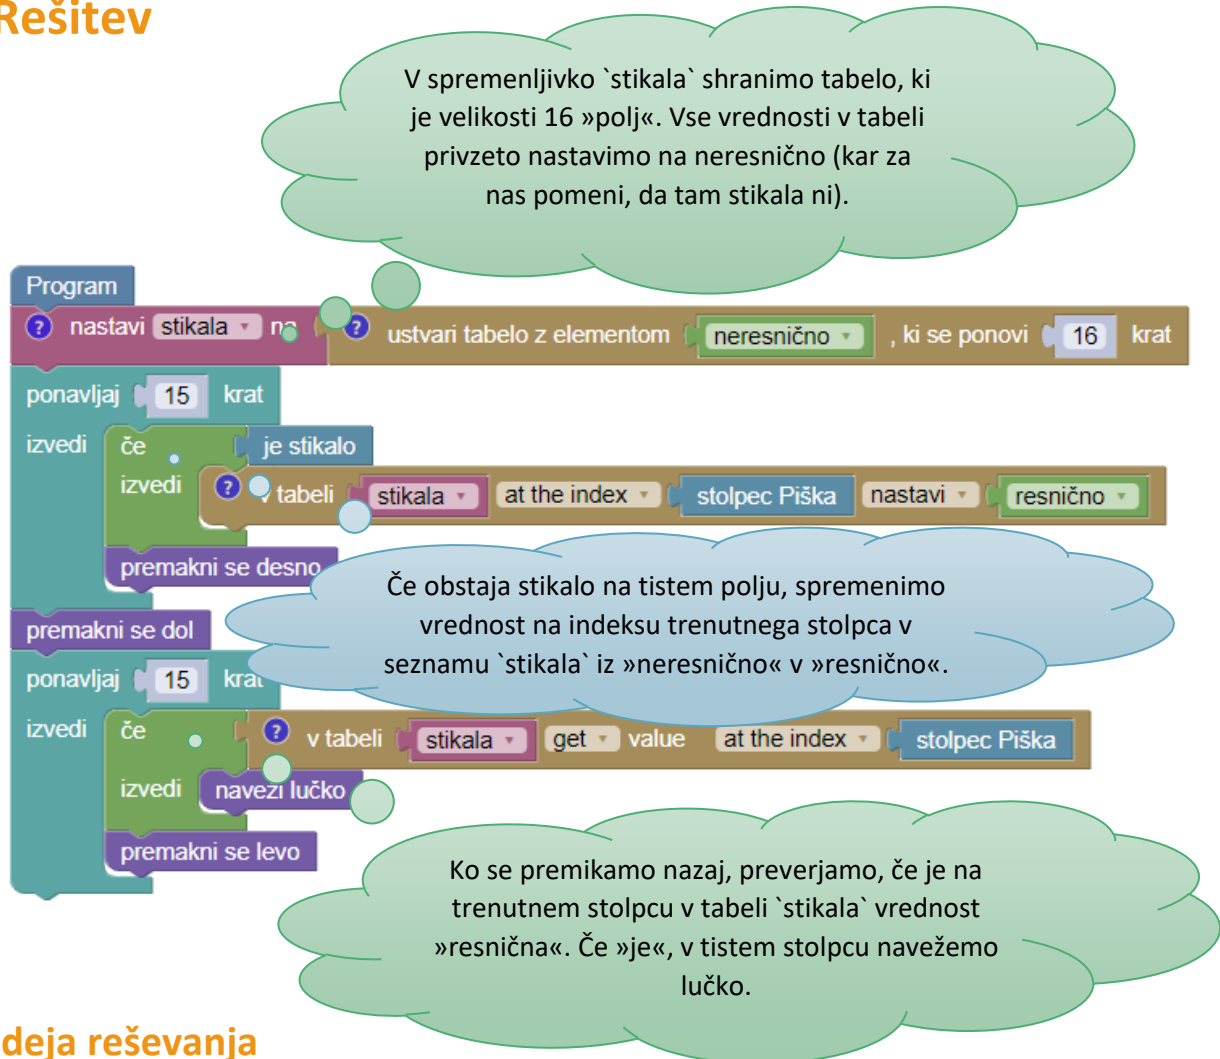 Rešitev
V spremenljivko `stikala` shranimo tabelo, ki
je velikosti 16 »polj«. Vse vrednosti v tabeli
privzeto nastavimo na neresnično (kar za
nas pomeni, da tam stikala ni).
Program
? nastavi stikala na ? ustvari tabelo z elementom neresnično , ki se ponovi 16 krat
ponavljaj 15 krat
izvedi če je stikalo
izvedi ? v tabeli stikala at the index stolpec Piška nastavi resnično
premakni se desno
Če obstaja stikalo na tistem polju, spremenimo
vrednost na indeksu trenutnega stolpca v
seznamu `stikala` iz »neresnično« v »resnično«.
premakni se dol
ponavljaj 15 krat
izvedi če ? v tabeli stikala get value at the index stolpec Piška
izvedi naveži lučko
premakni se levo
Ko se premikamo nazaj, preverjamo, če je na
trenutnem stolpcu v tabeli `stikala` vrednost
»resnična«. Če »je«, v tistem stolpcu navežemo
lučko.
deja reševanja